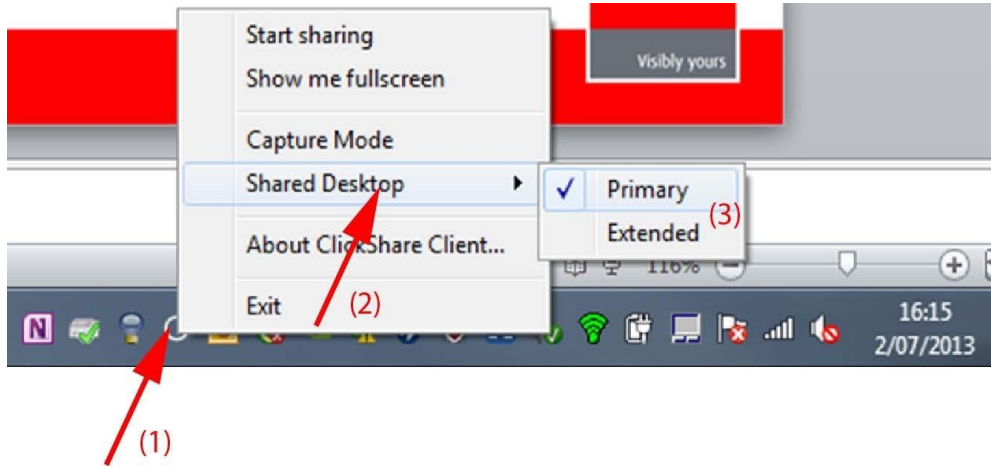 Start sharing
Visibly yours
Show me fullscreen
Capture Mode
Shared Desktop
Primary
(3)
Extended
About ClickShare Client...
116%
Exit
(2)
N
16:15
2/07/2013
(1)